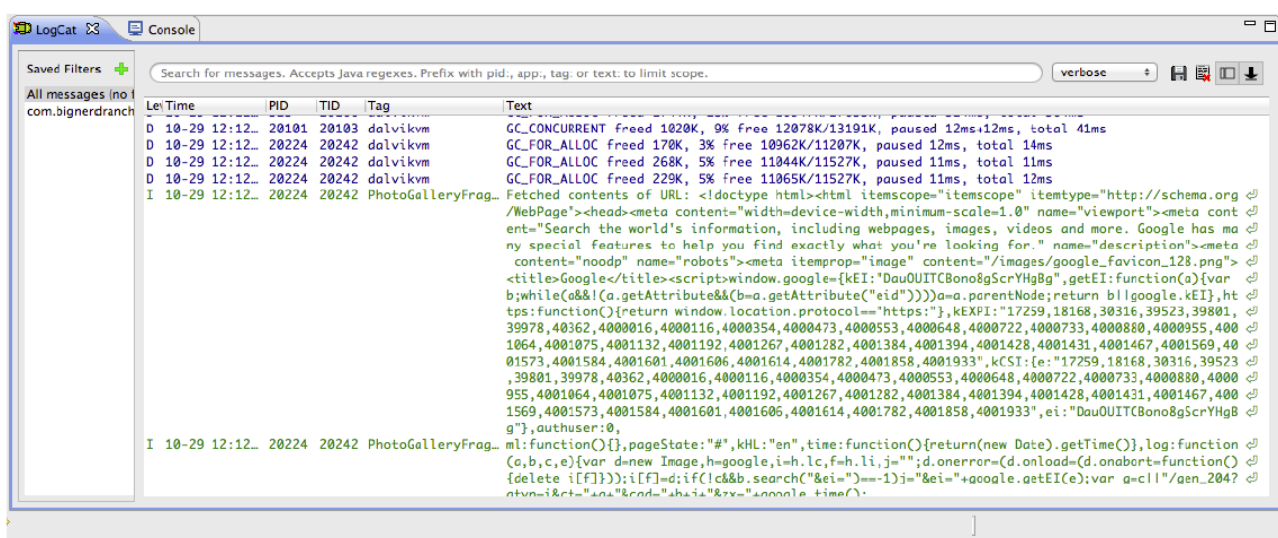 LogCat Console
Saved Filters
Search for messages. Accepts Java regexes. Prefix with pid:, app:, tag: or text: to limit scope. verbose
All messages (no f
com.bignerdranch
Lev Time PID TID Tag Text
D 10-29 12:12… 20101 20103 dalvikvm GC_CONCURRENT freed 1020K, 9% free 12078K/13191K, paused 12ms+12ms, total 41ms
D 10-29 12:12… 20224 20242 dalvikvm GC_FOR_ALLOC freed 170K, 3% free 10962K/11207K, paused 12ms, total 14ms
D 10-29 12:12… 20224 20242 dalvikvm GC_FOR_ALLOC freed 268K, 5% free 11044K/11527K, paused 11ms, total 11ms
D 10-29 12:12… 20224 20242 dalvikvm GC_FOR_ALLOC freed 229K, 5% free 11065K/11527K, paused 11ms, total 12ms
I 10-29 12:12… 20224 20242 PhotoGalleryFrag… Fetched contents of URL: <!doctype html><html itemscope="itemscope" itemtype="http://schema.org
/WebPage"><head><meta content="width=device-width,minimum-scale=1.0" name="viewport"><meta cont
ent="Search the world's information, including webpages, images, videos and more. Google has ma
ny special features to help you find exactly what you're looking for." name="description"><meta
content="noodp" name="robots"><meta itemprop="image" content="/images/google_favicon_128.png">
<title>Google</title><script>window.google={kEI:"DauOUITCBono8gScrYHgBg",getEI:function(a){var
b;while(a&&!(a.getAttribute&&(b=a.getAttribute("eid"))))a=a.parentNode;return b||google.kEI},ht
tps:function(){return window.location.protocol=="https:"},kEXPI:"17259,18168,30316,39523,39801,
39978,40362,4000016,4000116,4000354,4000473,4000553,4000648,4000722,4000733,4000880,4000955,400
1064,4001075,4001132,4001192,4001267,4001282,4001384,4001394,4001428,4001431,4001467,4001569,40
01573,4001584,4001601,4001606,4001614,4001782,4001858,4001933",kCSI:{e:"17259,18168,30316,39523
,39801,39978,40362,4000016,4000116,4000354,4000473,4000553,4000648,4000722,4000733,4000880,4000
955,4001064,4001075,4001132,4001192,4001267,4001282,4001384,4001394,4001428,4001431,4001467,400
1569,4001573,4001584,4001601,4001606,4001614,4001782,4001858,4001933",ei:"DauOUITCBono8gScrYHgB
g"},authuser:0,
I 10-29 12:12… 20224 20242 PhotoGalleryFrag… ml:function(){},pageState:"#",kHL:"en",time:function(){return(new Date).getTime()},log:function
(a,b,c,e){var d=new Image,h=google,i=h.lc,f=h.li,j="";d.onerror=(d.onload=(d.onabort=function()
{delete i[f]}));i[f]=d;if(!c&&b.search("&ei=")==-1)j="&ei="+google.getEI(e);var g=c||"/gen_204?
atyp=i&ct="+a+"&cad="+b+j+"&zx="+google.time();